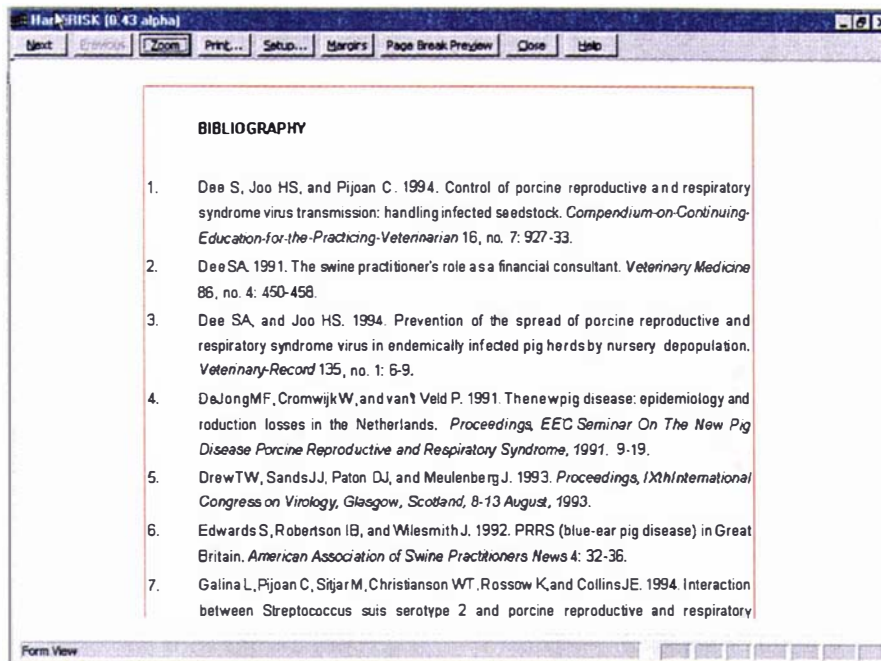 RISK [0.43 alpha]
Next Previous Zoom Print... Setup... Margins Page Break Preview Close Help
BIBLIOGRAPHY
1. Dee S, Joo HS, and Pijoan C. 1994. Control of porcine reproductive and respiratory
syndrome virus transmission: handling infected seedstock. Compendium-on-Continuing-
Education-for-the-Practicing-Veterinarian 16, no. 7: 927-33.
2. Dee SA. 1991. The swine practitioner's role as a financial consultant. Veterinary Medicine
86, no. 4: 450-458.
3. Dee SA, and Joo HS. 1994. Prevention of the spread of porcine reproductive and
respiratory syndrome virus in endemically infected pig herds by nursery depopulation.
Veterinary-Record 135, no. 1: 6-9.
4. DeJong MF, Cromwijk W, and van't Veld P. 1991. The new pig disease: epidemiology and
roduction losses in the Netherlands. Proceedings, EEC Seminar On The New Pig
Disease Porcine Reproductive and Respiratory Syndrome, 1991. 9-19.
5. Drew TW, Sands JJ, Paton DJ, and Meulenberg J. 1993. Proceedings, IXth International
Congress on Virology, Glasgow, Scotland, 8-13 August, 1993.
6. Edwards S, Robertson IB, and Wilesmith J. 1992. PRRS (blue-ear pig disease) in Great
Britain. American Association of Swine Practitioners News 4: 32-36.
7. Galina L, Pijoan C, Sitjar M, Christianson WT, Rossow K, and Collins JE. 1994. Interaction
between Streptococcus suis serotype 2 and porcine reproductive and respiratory
Form View